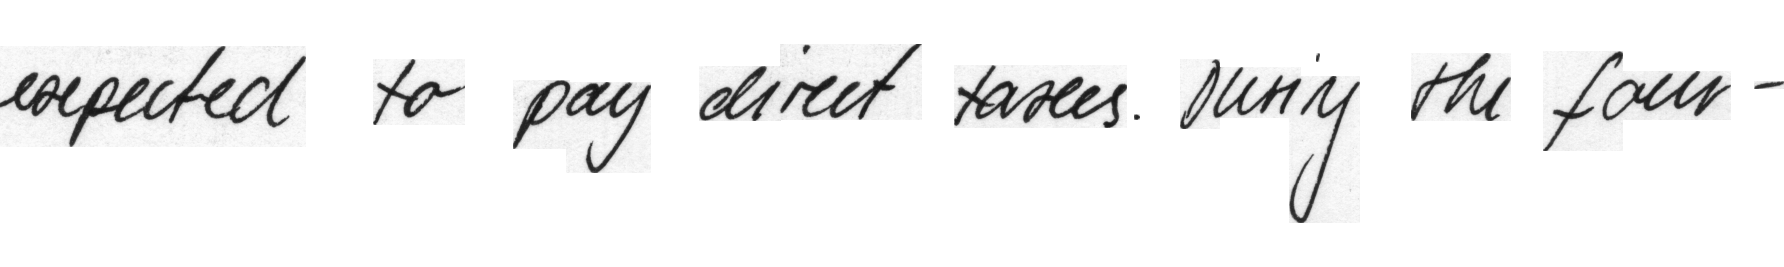 expected to pay direct taxes. During the four-